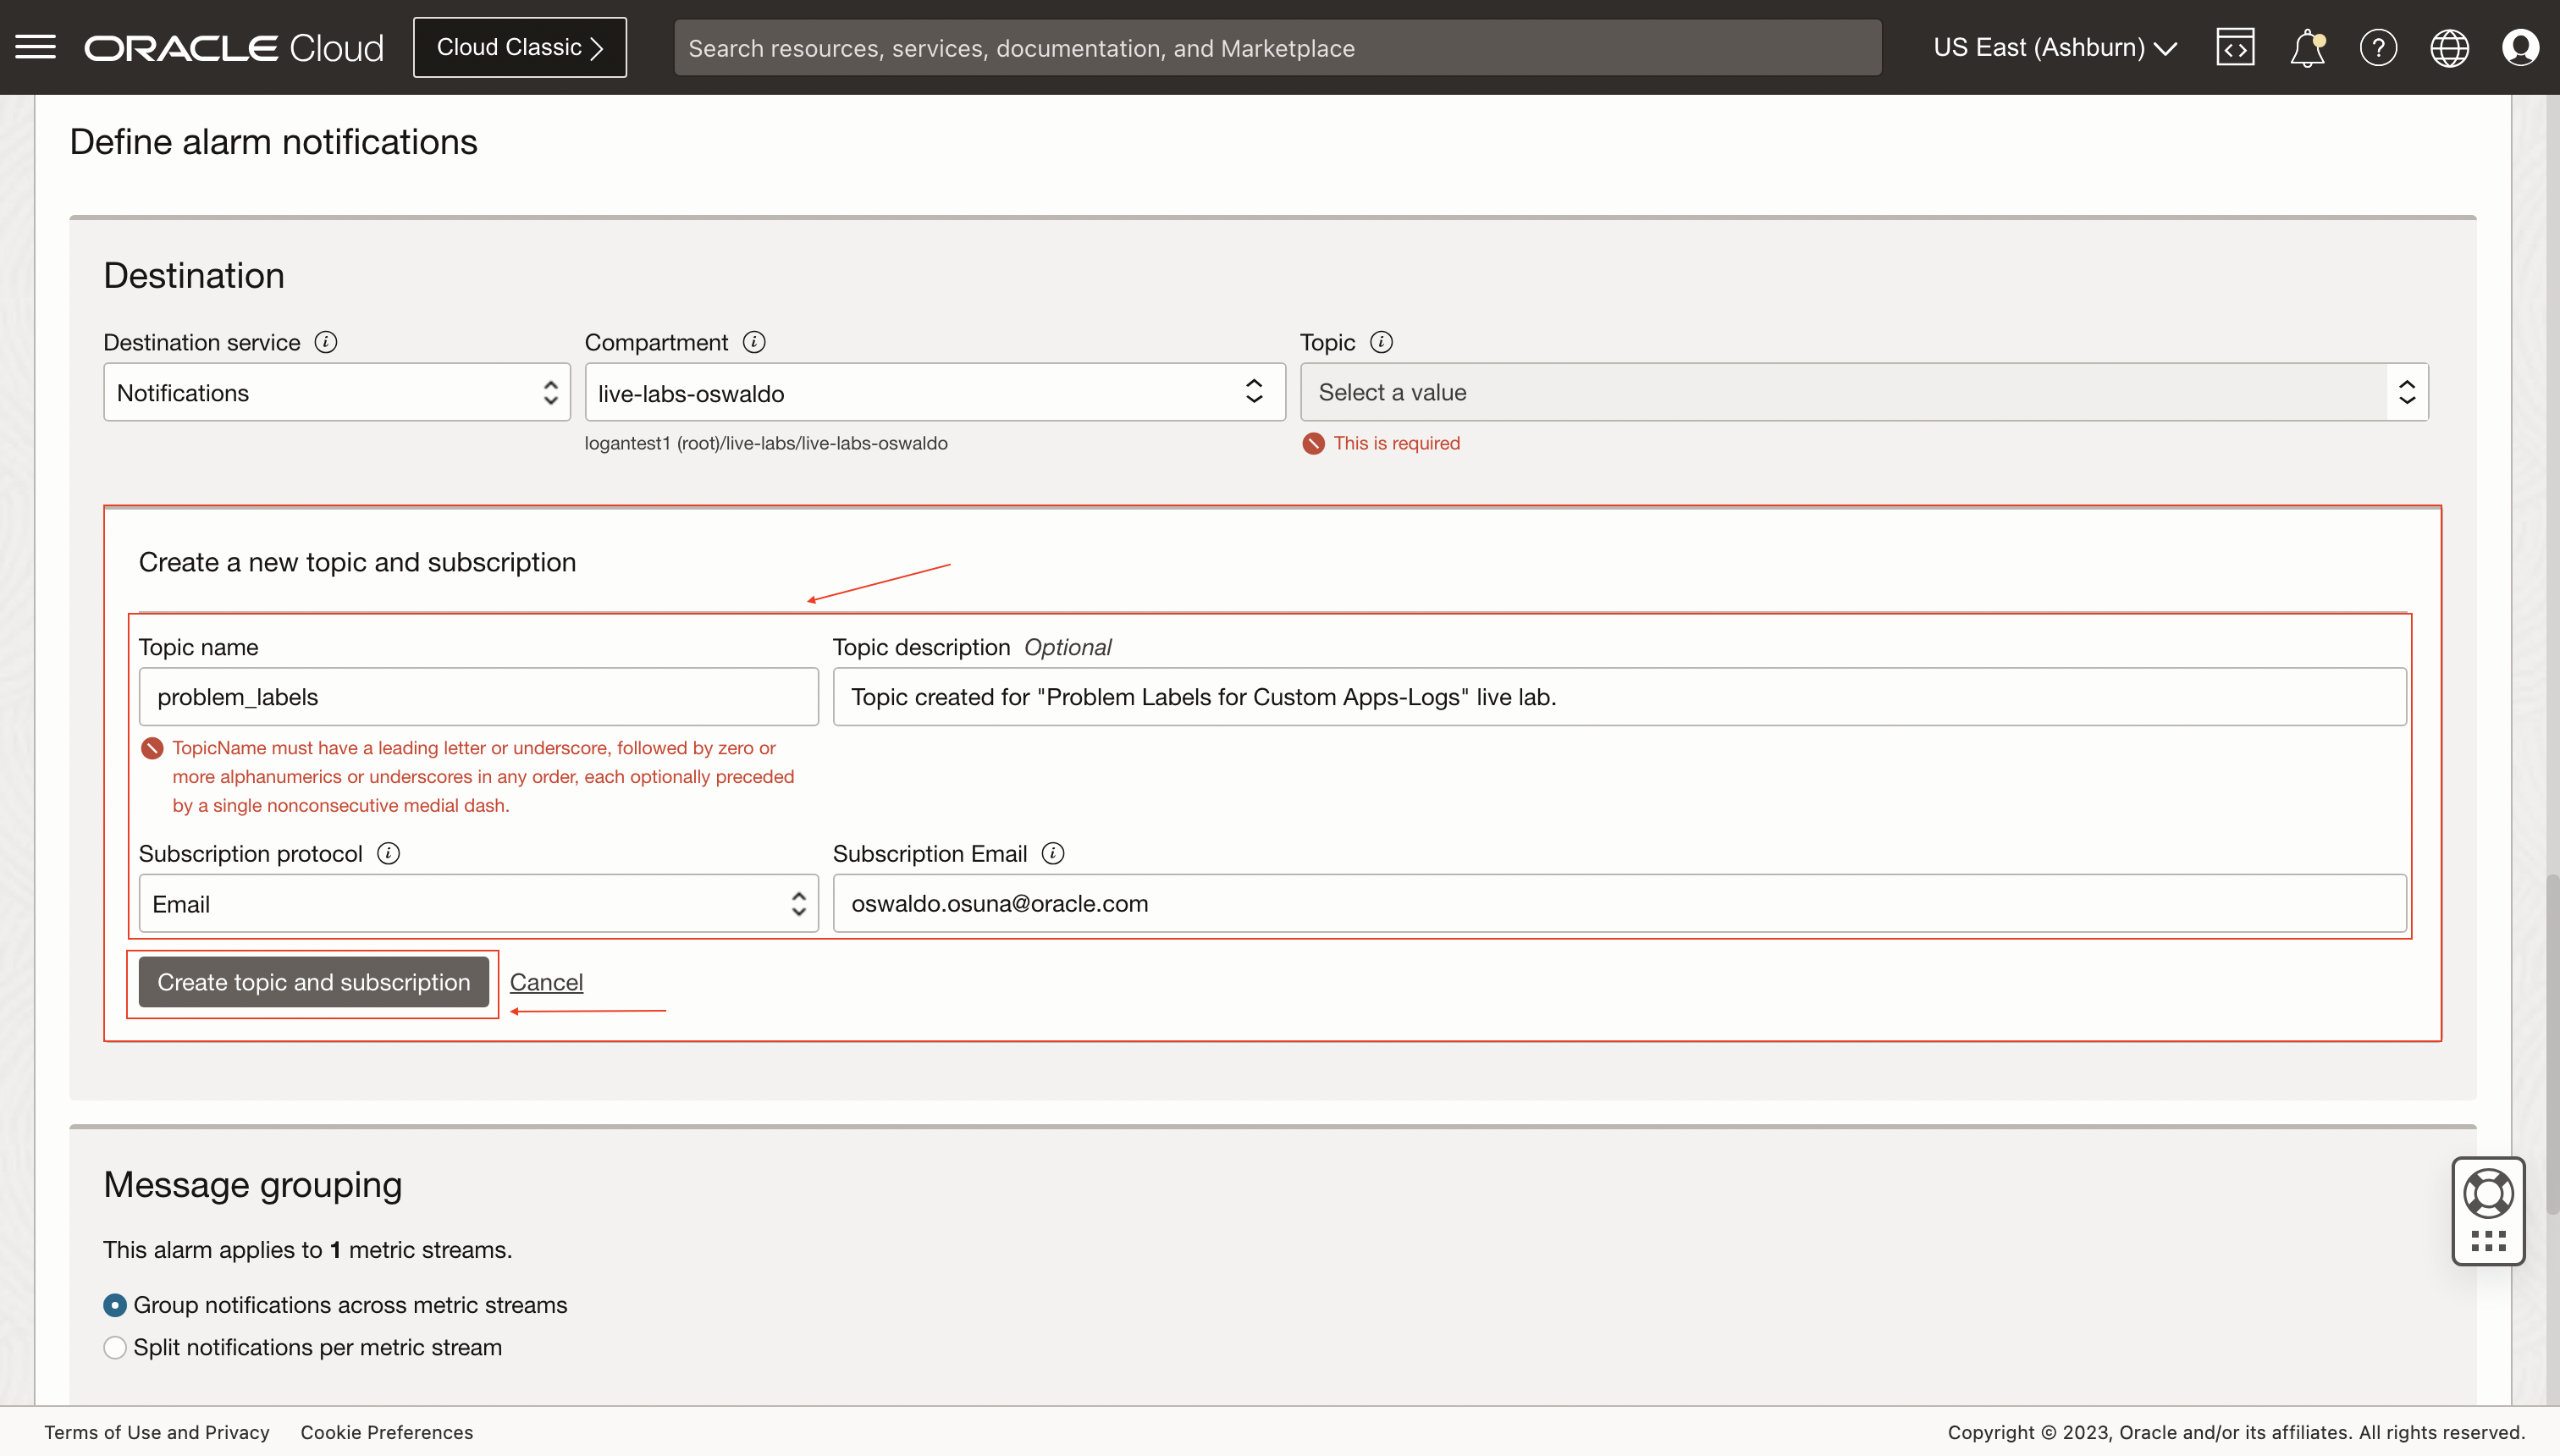 ORACLE Cloud
Cloud Classic
Search resources, services, documentation, and Marketplace
US East (Ashburn)
Define alarm notifications
Destination
Destination service
Compartment
Topic
Notifications
live-labs-oswaldo
Select a value
logantest1 (root)/live-labs/live-labs-oswaldo
This is required
Create a new topic and subscription
Topic name
Topic description Optional
problem_labels
Topic created for "Problem Labels for Custom Apps-Logs" live lab.
TopicName must have a leading letter or underscore, followed by zero or
more alphanumerics or underscores in any order, each optionally preceded
by a single nonconsecutive medial dash.
Subscription protocol
Subscription Email
Email
oswaldo.osuna@oracle.com
Create topic and subscription
Cancel
Message grouping
This alarm applies to 1 metric streams.
Group notifications across metric streams
Split notifications per metric stream
Terms of Use and Privacy
Cookie Preferences
Copyright © 2023, Oracle and/or its affiliates. All rights reserved.